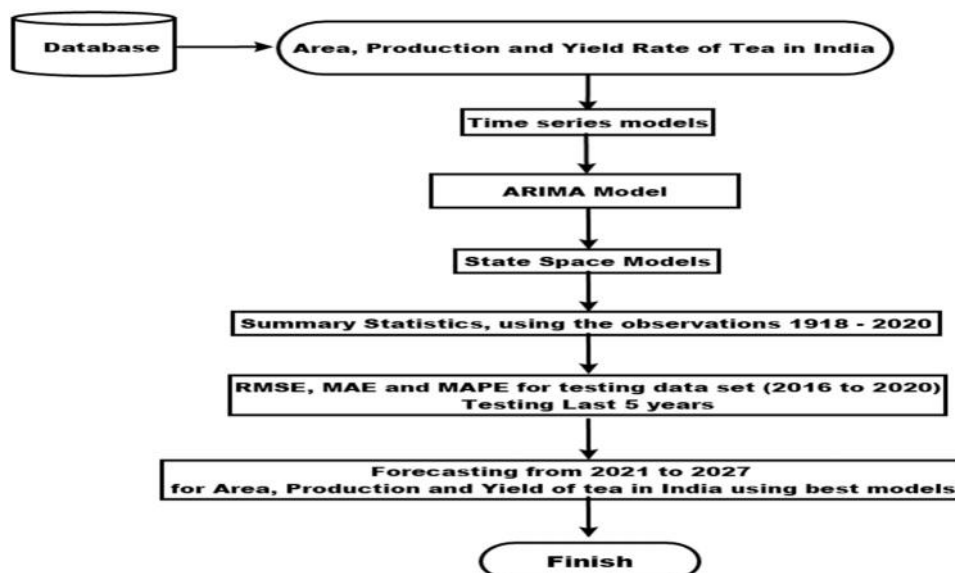 Database
Area, Production and Yield Rate of Tea in India
Time series models
ARIMA Model
State Space Models
Summary Statistics, using the observations 1918 - 2020
RMSE, MAE and MAPE for testing data set (2016 to 2020)
Testing Last 5 years
Forecasting from 2021 to 2027
for Area, Production and Yield of tea in India using best models
Finish